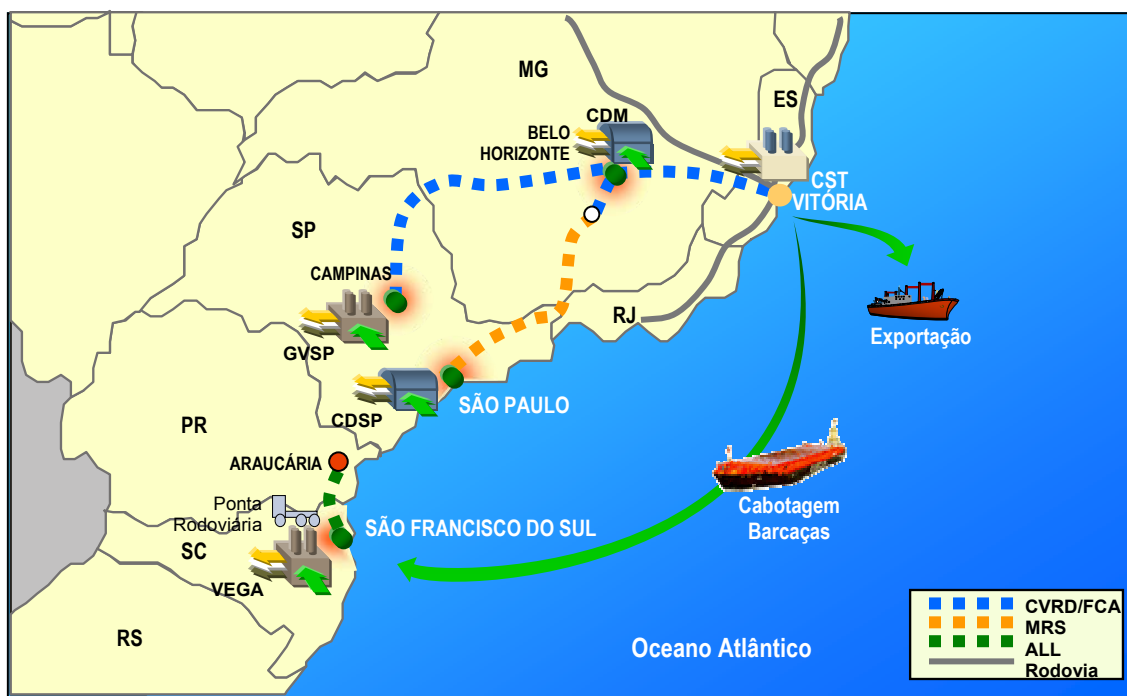 MG
ES
CDM
BELO
HORIZONTE
CST
VITÓRIA
SP
CAMPINAS
RJ
Exportação
GVSP
SÃO PAULO
CDSP
PR
ARAUCÁRIA
Cabotagem
Barcaças
Ponta
Rodoviária
SÃO FRANCISCO DO SUL
SC
VEGA
RS
Oceano Atlântico
CVRD/FCA
MRS
ALL
Rodovia